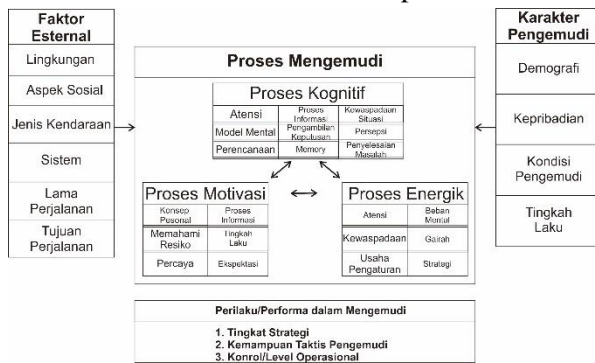 Faktor
Esternal
Lingkungan
Aspek Sosial
Jenis Kendaraan
Sistem
Lama
Perjalanan
Tujuan
Perjalanan
Proses Mengemudi
Proses Kognitif
Atensi
Proses
Informasi
Kewaspadaan
Situasi
Model Mental
Pengambilan
Keputusan
Persepsi
Perencanaan
Memory
Penyelesaian
Masalah
Proses Motivasi
Konsep
Pesonal
Proses
Informasi
Memahami
Resiko
Tingkah
Laku
Percaya
Ekspektasi
Proses Energik
Atensi
Beban
Mental
Kewaspadaan
Gairah
Usaha
Pengaturan
Strategi
Karakter
Pengemudi
Demografi
Kepribadian
Kondisi
Pengemudi
Tingkah
Laku
Perilaku/Performa dalam Mengemudi
1. Tingkat Strategi
2. Kemampuan Taktis Pengemudi
3. Konrol/Level Operasional